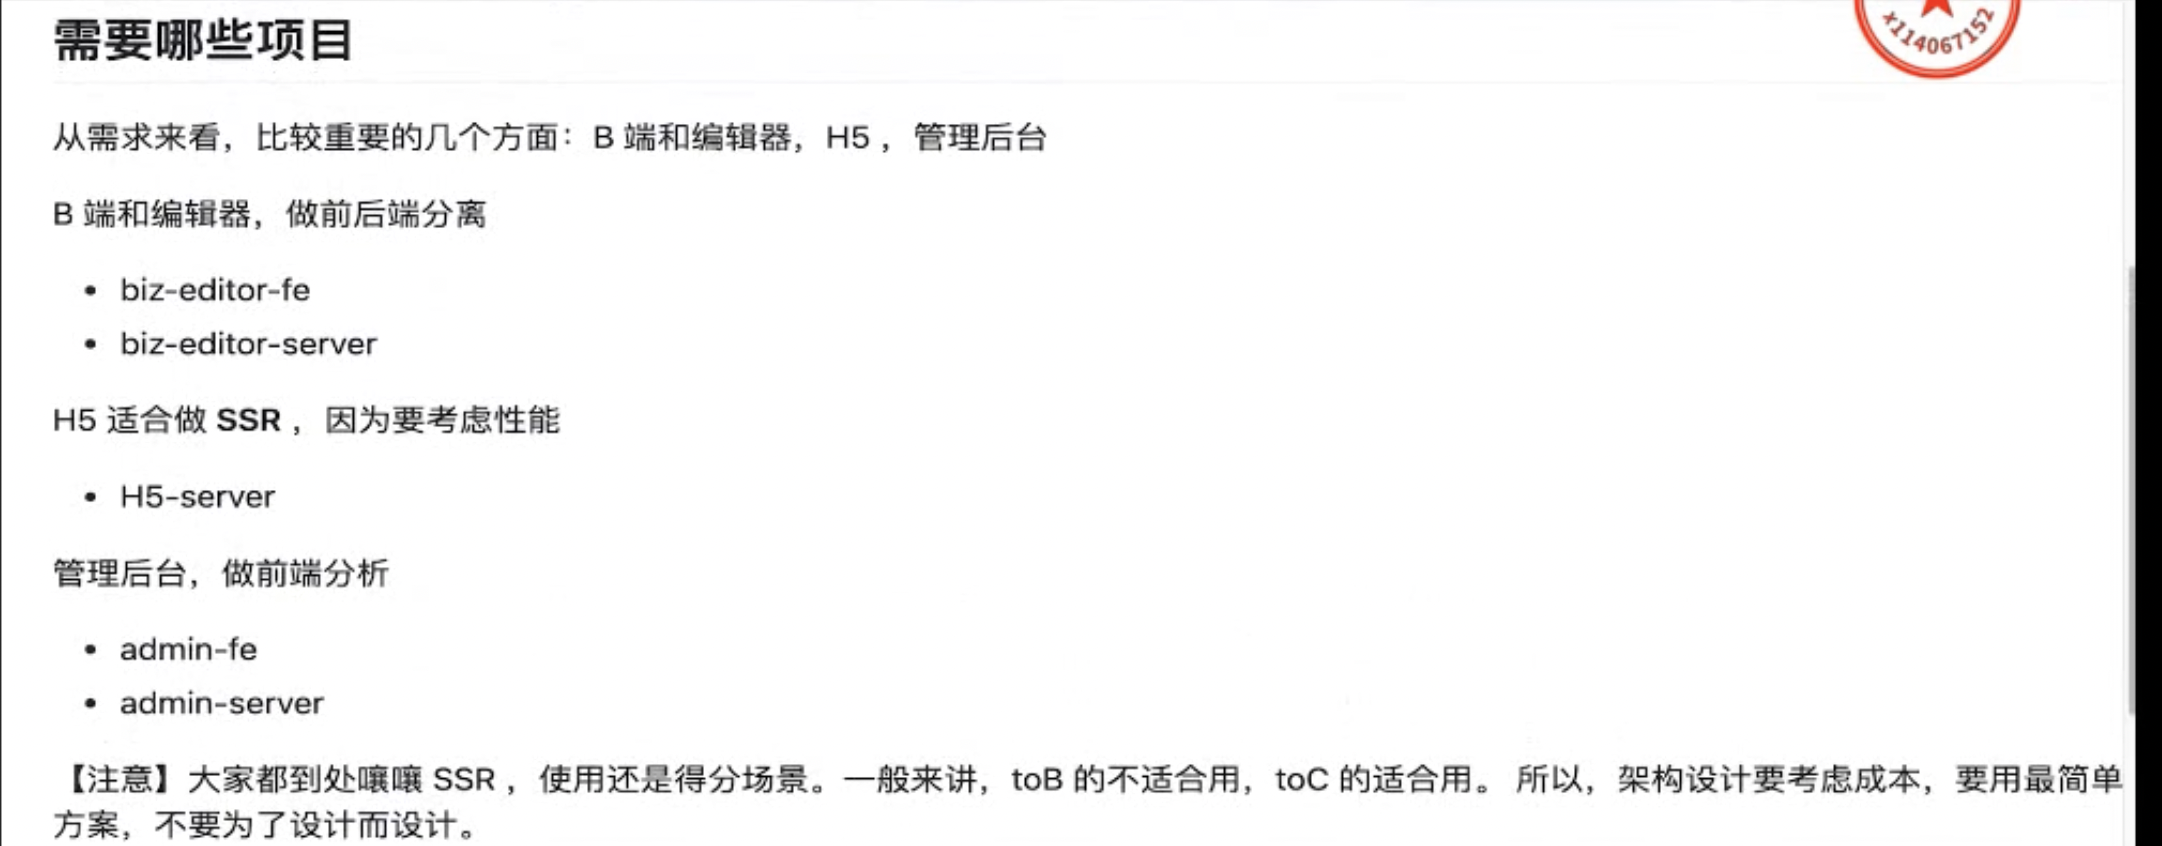 需要哪些项目
x114067152
从需求来看，比较重要的几个方面：B 端和编辑器，H5 ，管理后台
B 端和编辑器，做前后端分离
• biz-editor-fe
• biz-editor-server
H5 适合做 SSR ，因为要考虑性能
• H5-server
管理后台，做前端分析
• admin-fe
• admin-server
【注意】大家都到处嚷嚷 SSR ，使用还是得分场景。一般来讲，toB 的不适合用，toC 的适合用。 所以，架构设计要考虑成本，要用最简单
方案，不要为了设计而设计。